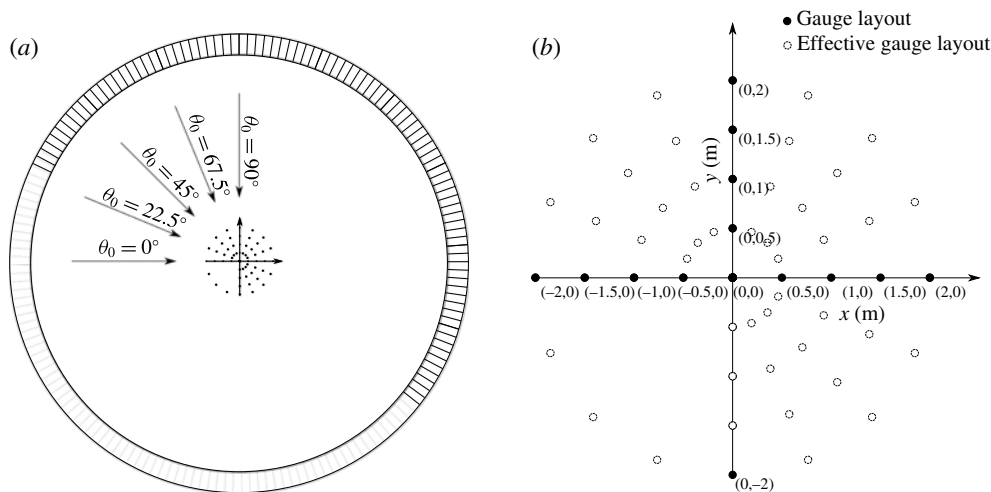 (a)
θ₀ = 90°
θ₀ = 67.5°
θ₀ = 45°
θ₀ = 22.5°
θ₀ = 0°
(b)
Gauge layout
Effective gauge layout
(0,2)
(0,1.5)
y (m)
(0,1)
(0,0.5)
(–2,0) (–1.5,0) (–1,0) (–0.5,0) (0,0) (0.5,0) (1,0) (1.5,0) (2,0)
x (m)
(0,–2)